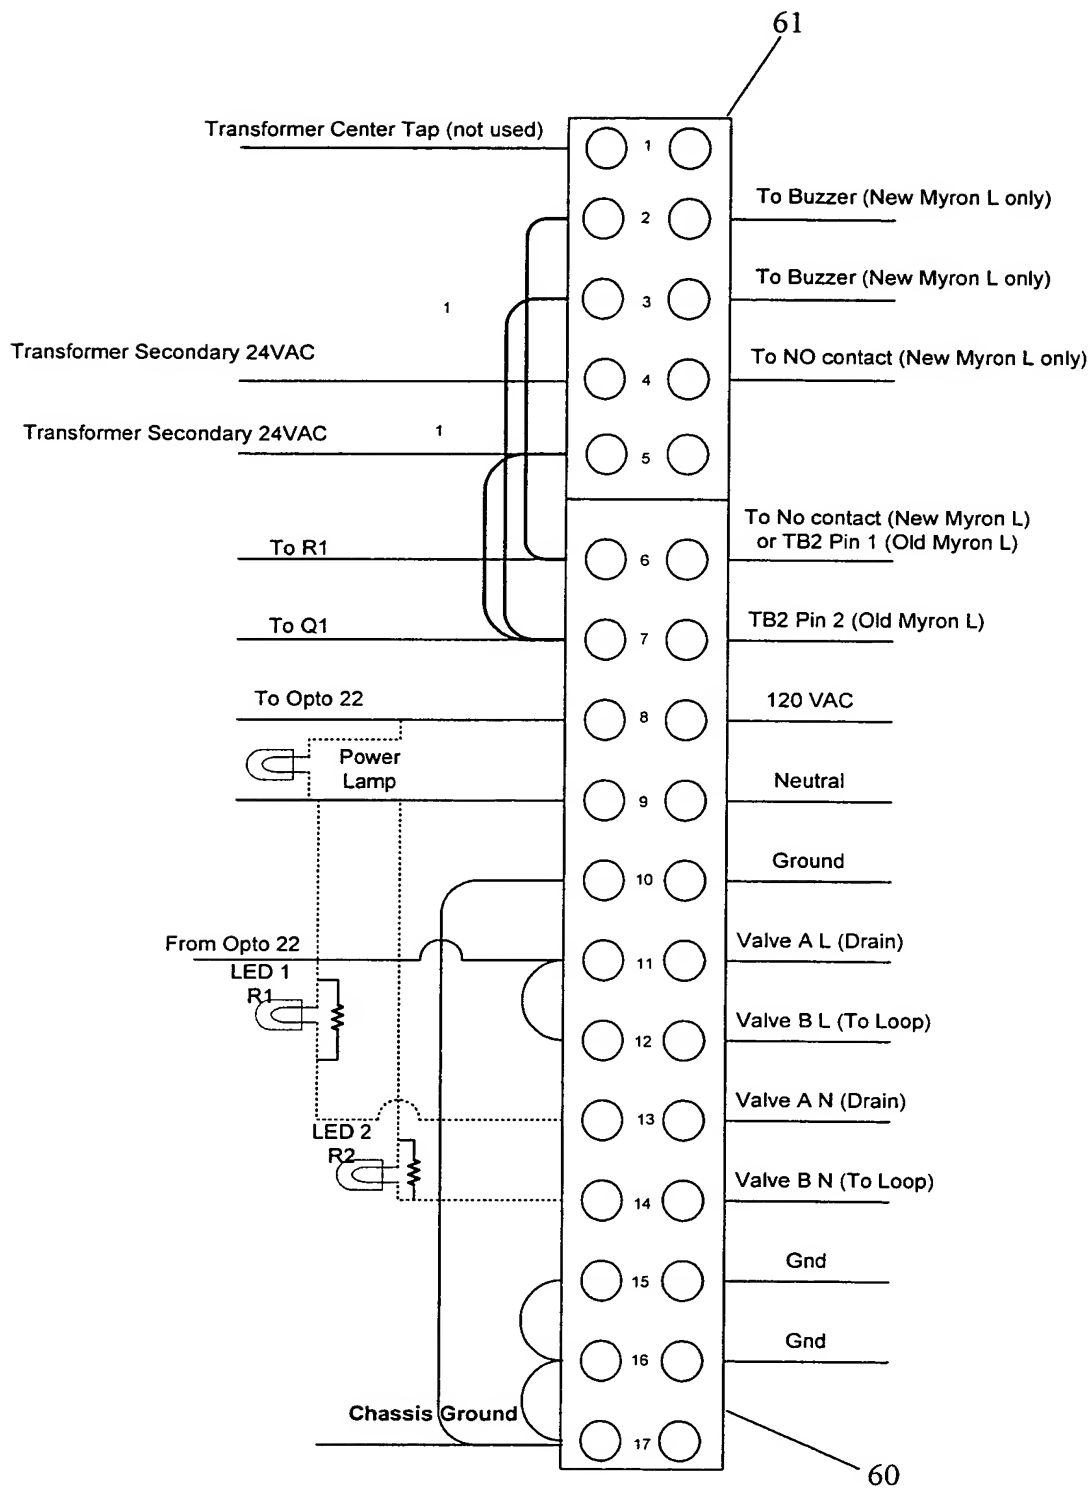 61
Transformer Center Tap (not used)
1
To Buzzer (New Myron L only)
2
To Buzzer (New Myron L only)
3
1
Transformer Secondary 24VAC
To NO contact (New Myron L only)
4
Transformer Secondary 24VAC
1
5
To No contact (New Myron L)
or TB2 Pin 1 (Old Myron L)
To R1
6
To Q1
7
TB2 Pin 2 (Old Myron L)
To Opto 22
8
120 VAC
Power
Lamp
9
Neutral
10
Ground
From Opto 22
11
Valve A L (Drain)
LED 1
R1
12
Valve B L (To Loop)
13
Valve A N (Drain)
LED 2
R2
14
Valve B N (To Loop)
15
Gnd
16
Gnd
Chassis Ground
17
60